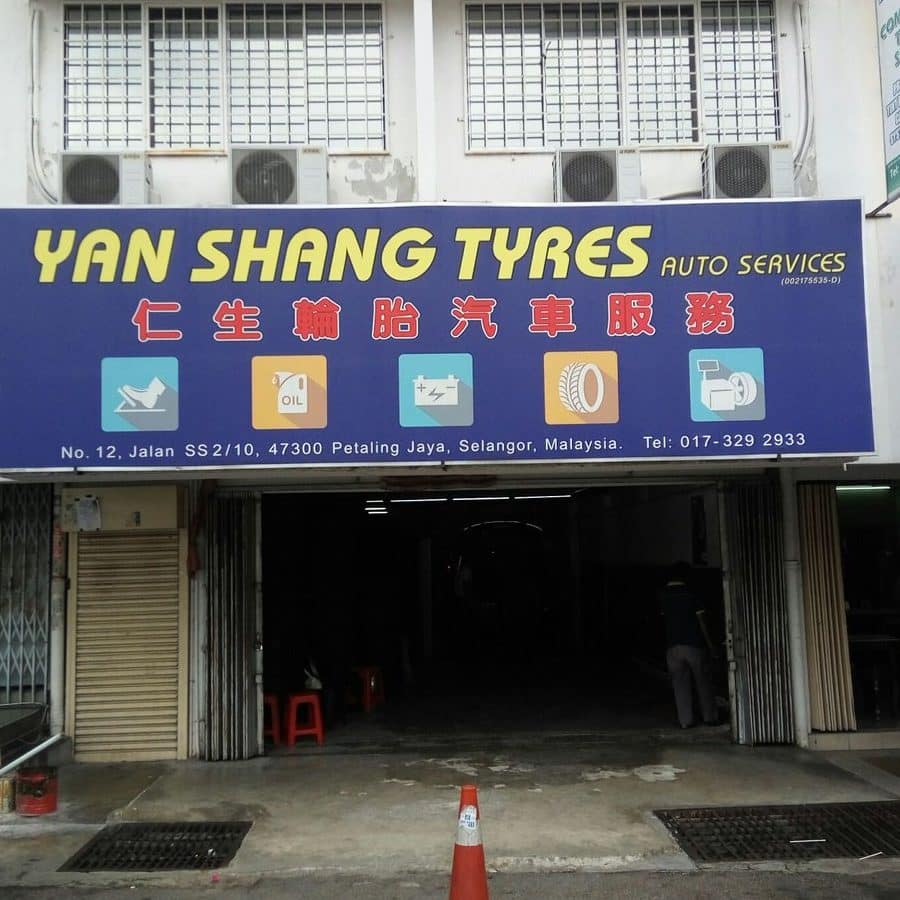 YAN SHANG TYRES AUTO SERVICES
(002175535-D)
仁生輪胎汽車服務
OIL
No. 12, Jalan SS 2/10, 47300 Petaling Jaya, Selangor, Malaysia. Tel: 017-329 2933